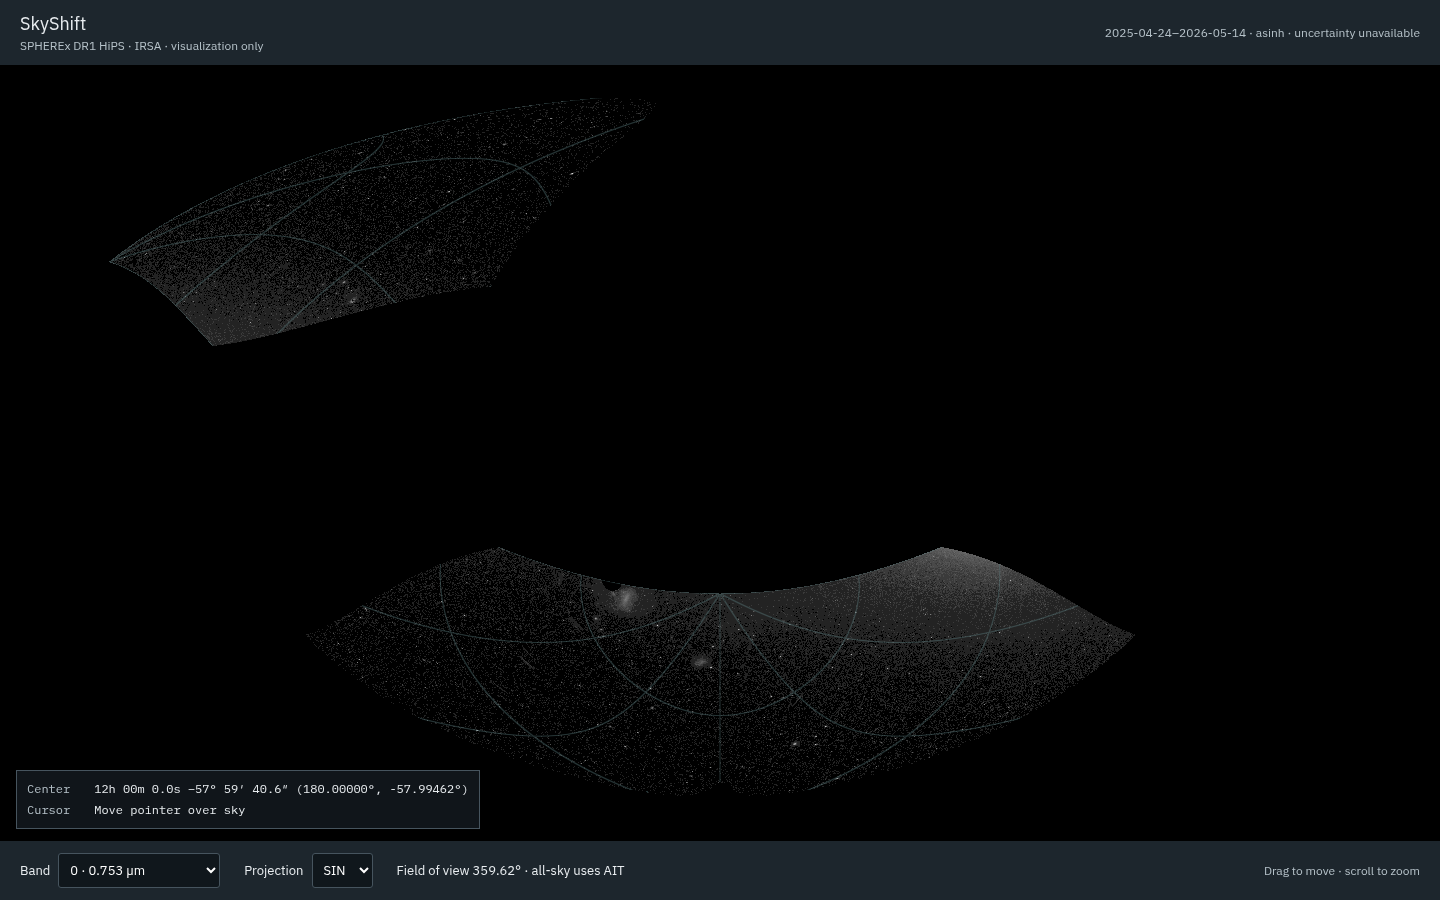 SkyShift
SPHEREx DR1 HiPS · IRSA · visualization only
2025-04-24–2026-05-14 · asinh · uncertainty unavailable
Center 12h 00m 0.0s −57° 59′ 40.6″ (180.00000°, -57.99462°)
Cursor Move pointer over sky
Band 0 · 0.753 µm Projection SIN Field of view 359.62° · all-sky uses AIT
Drag to move · scroll to zoom